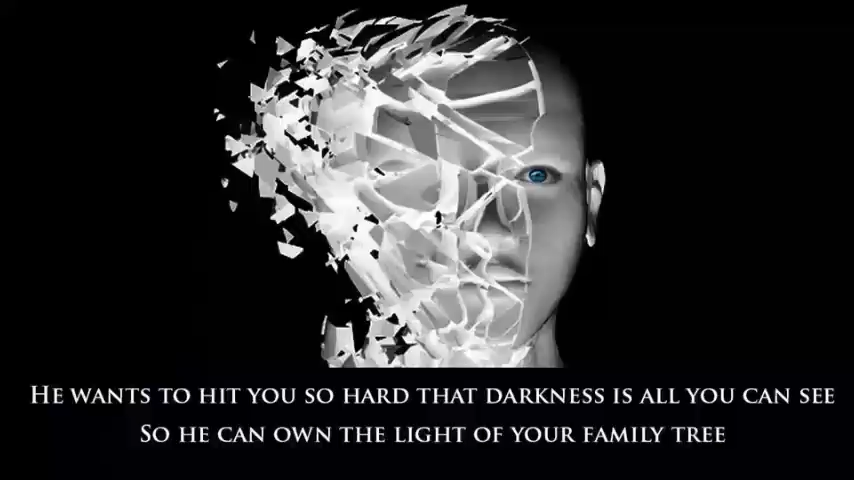 He wants to hit you so hard that darkness is all you can see
So he can own the light of your family tree